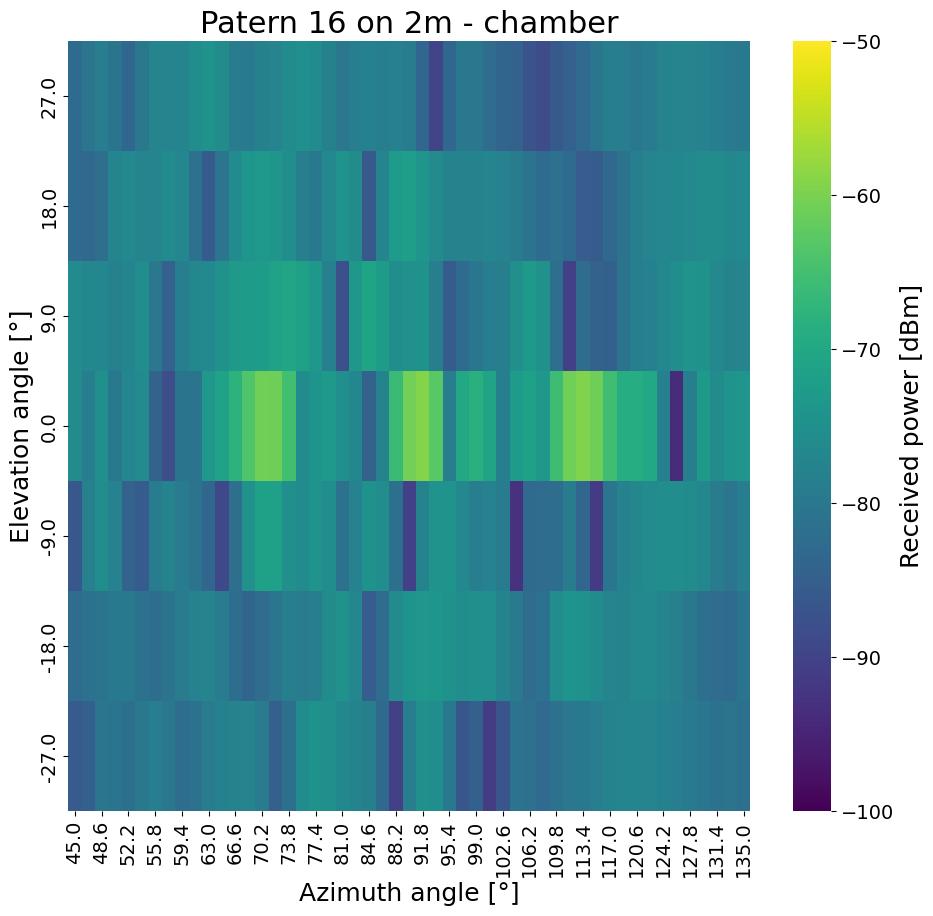 Patern 16 on 2m - chamber
Elevation angle [°]
27.0
18.0
9.0
0.0
-9.0
-18.0
-27.0
45.0 48.6 52.2 55.8 59.4 63.0 66.6 70.2 73.8 77.4 81.0 84.6 88.2 91.8 95.4 99.0 102.6 106.2 109.8 113.4 117.0 120.6 124.2 127.8 131.4 135.0
Azimuth angle [°]
−50
−60
−70
−80
−90
−100
Received power [dBm]